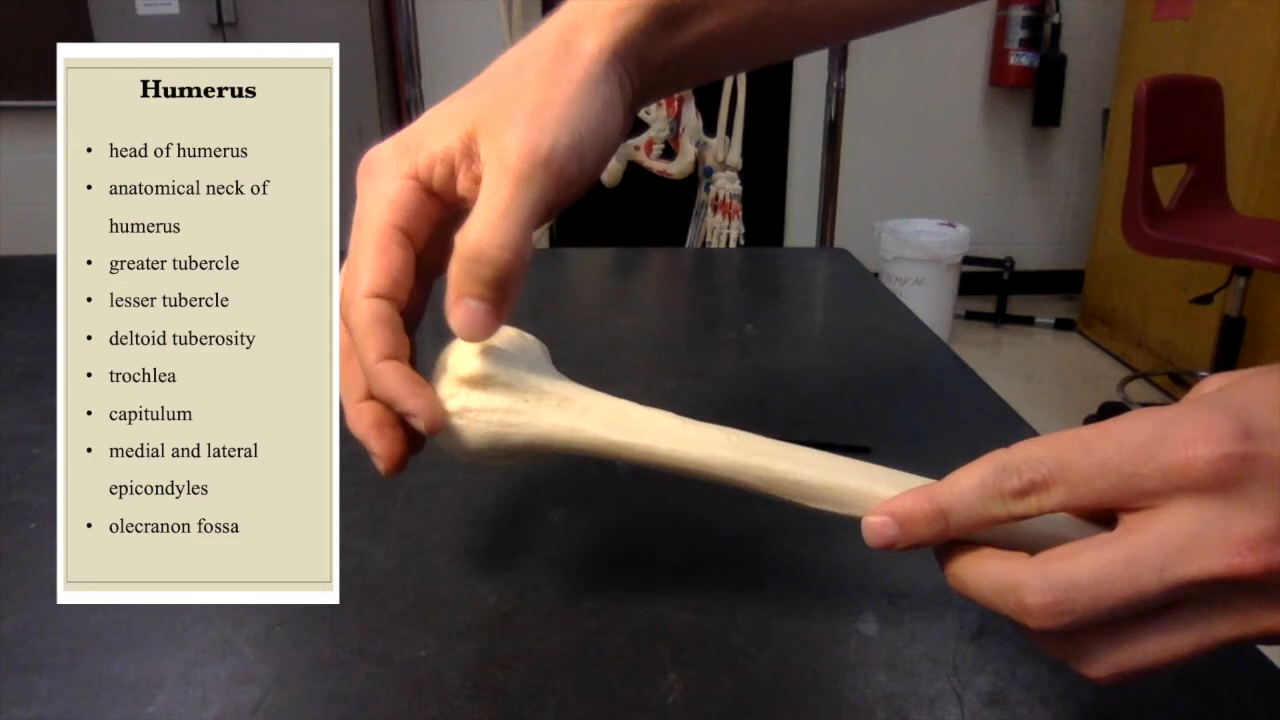 Humerus
• head of humerus
• anatomical neck of
humerus
• greater tubercle
• lesser tubercle
• deltoid tuberosity
• trochlea
• capitulum
• medial and lateral
epicondyles
• olecranon fossa